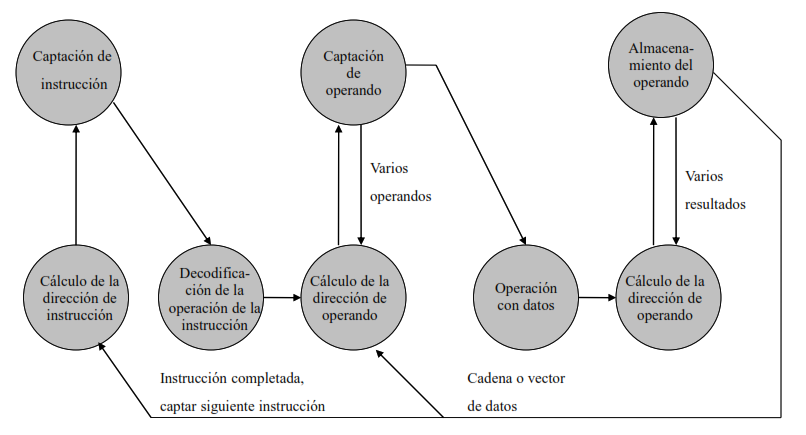 Captación de
instrucción
Captación
de
operando
Almacena-
miento del
operando
Varios
operandos
Varios
resultados
Cálculo de la
dirección de
instrucción
Decodifica-
ción de la
operación de la
instrucción
Cálculo de la
dirección de
operando
Operación
con datos
Cálculo de la
dirección de
operando
Instrucción completada,
captar siguiente instrucción
Cadena o vector
de datos